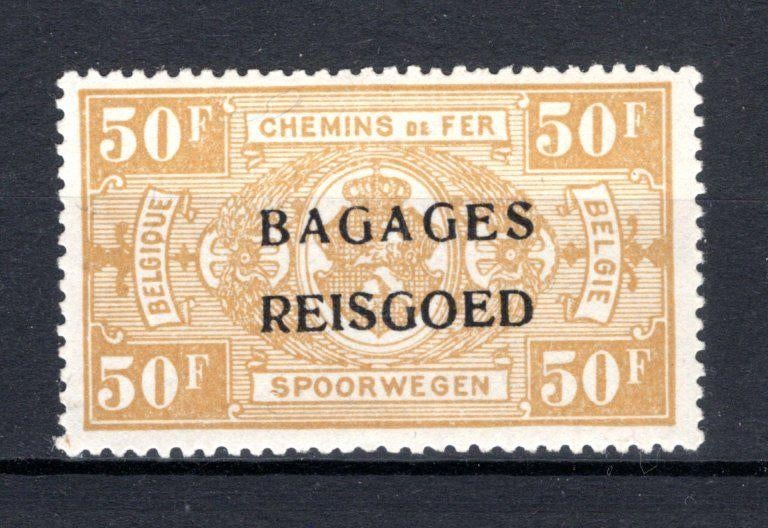 50F
CHEMINS DE FER
50F
BELGIQUE
BAGAGES
REISGOED
BELGIE
50F
SPOORWEGEN
50F